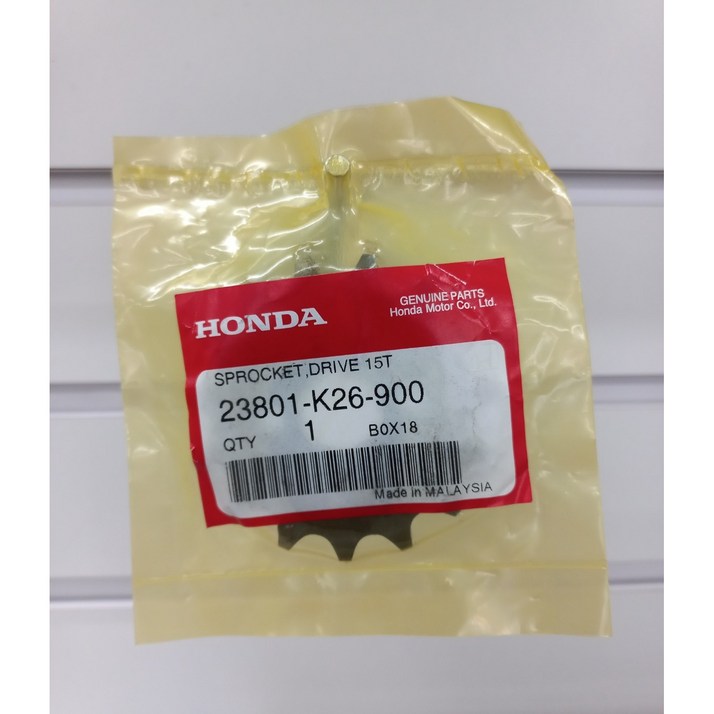 HONDA
GENUINE PARTS
Honda Motor Co., Ltd.
SPROCKET,DRIVE 15T
23801-K26-900
QTY 1 B0X18
Made in MALAYSIA